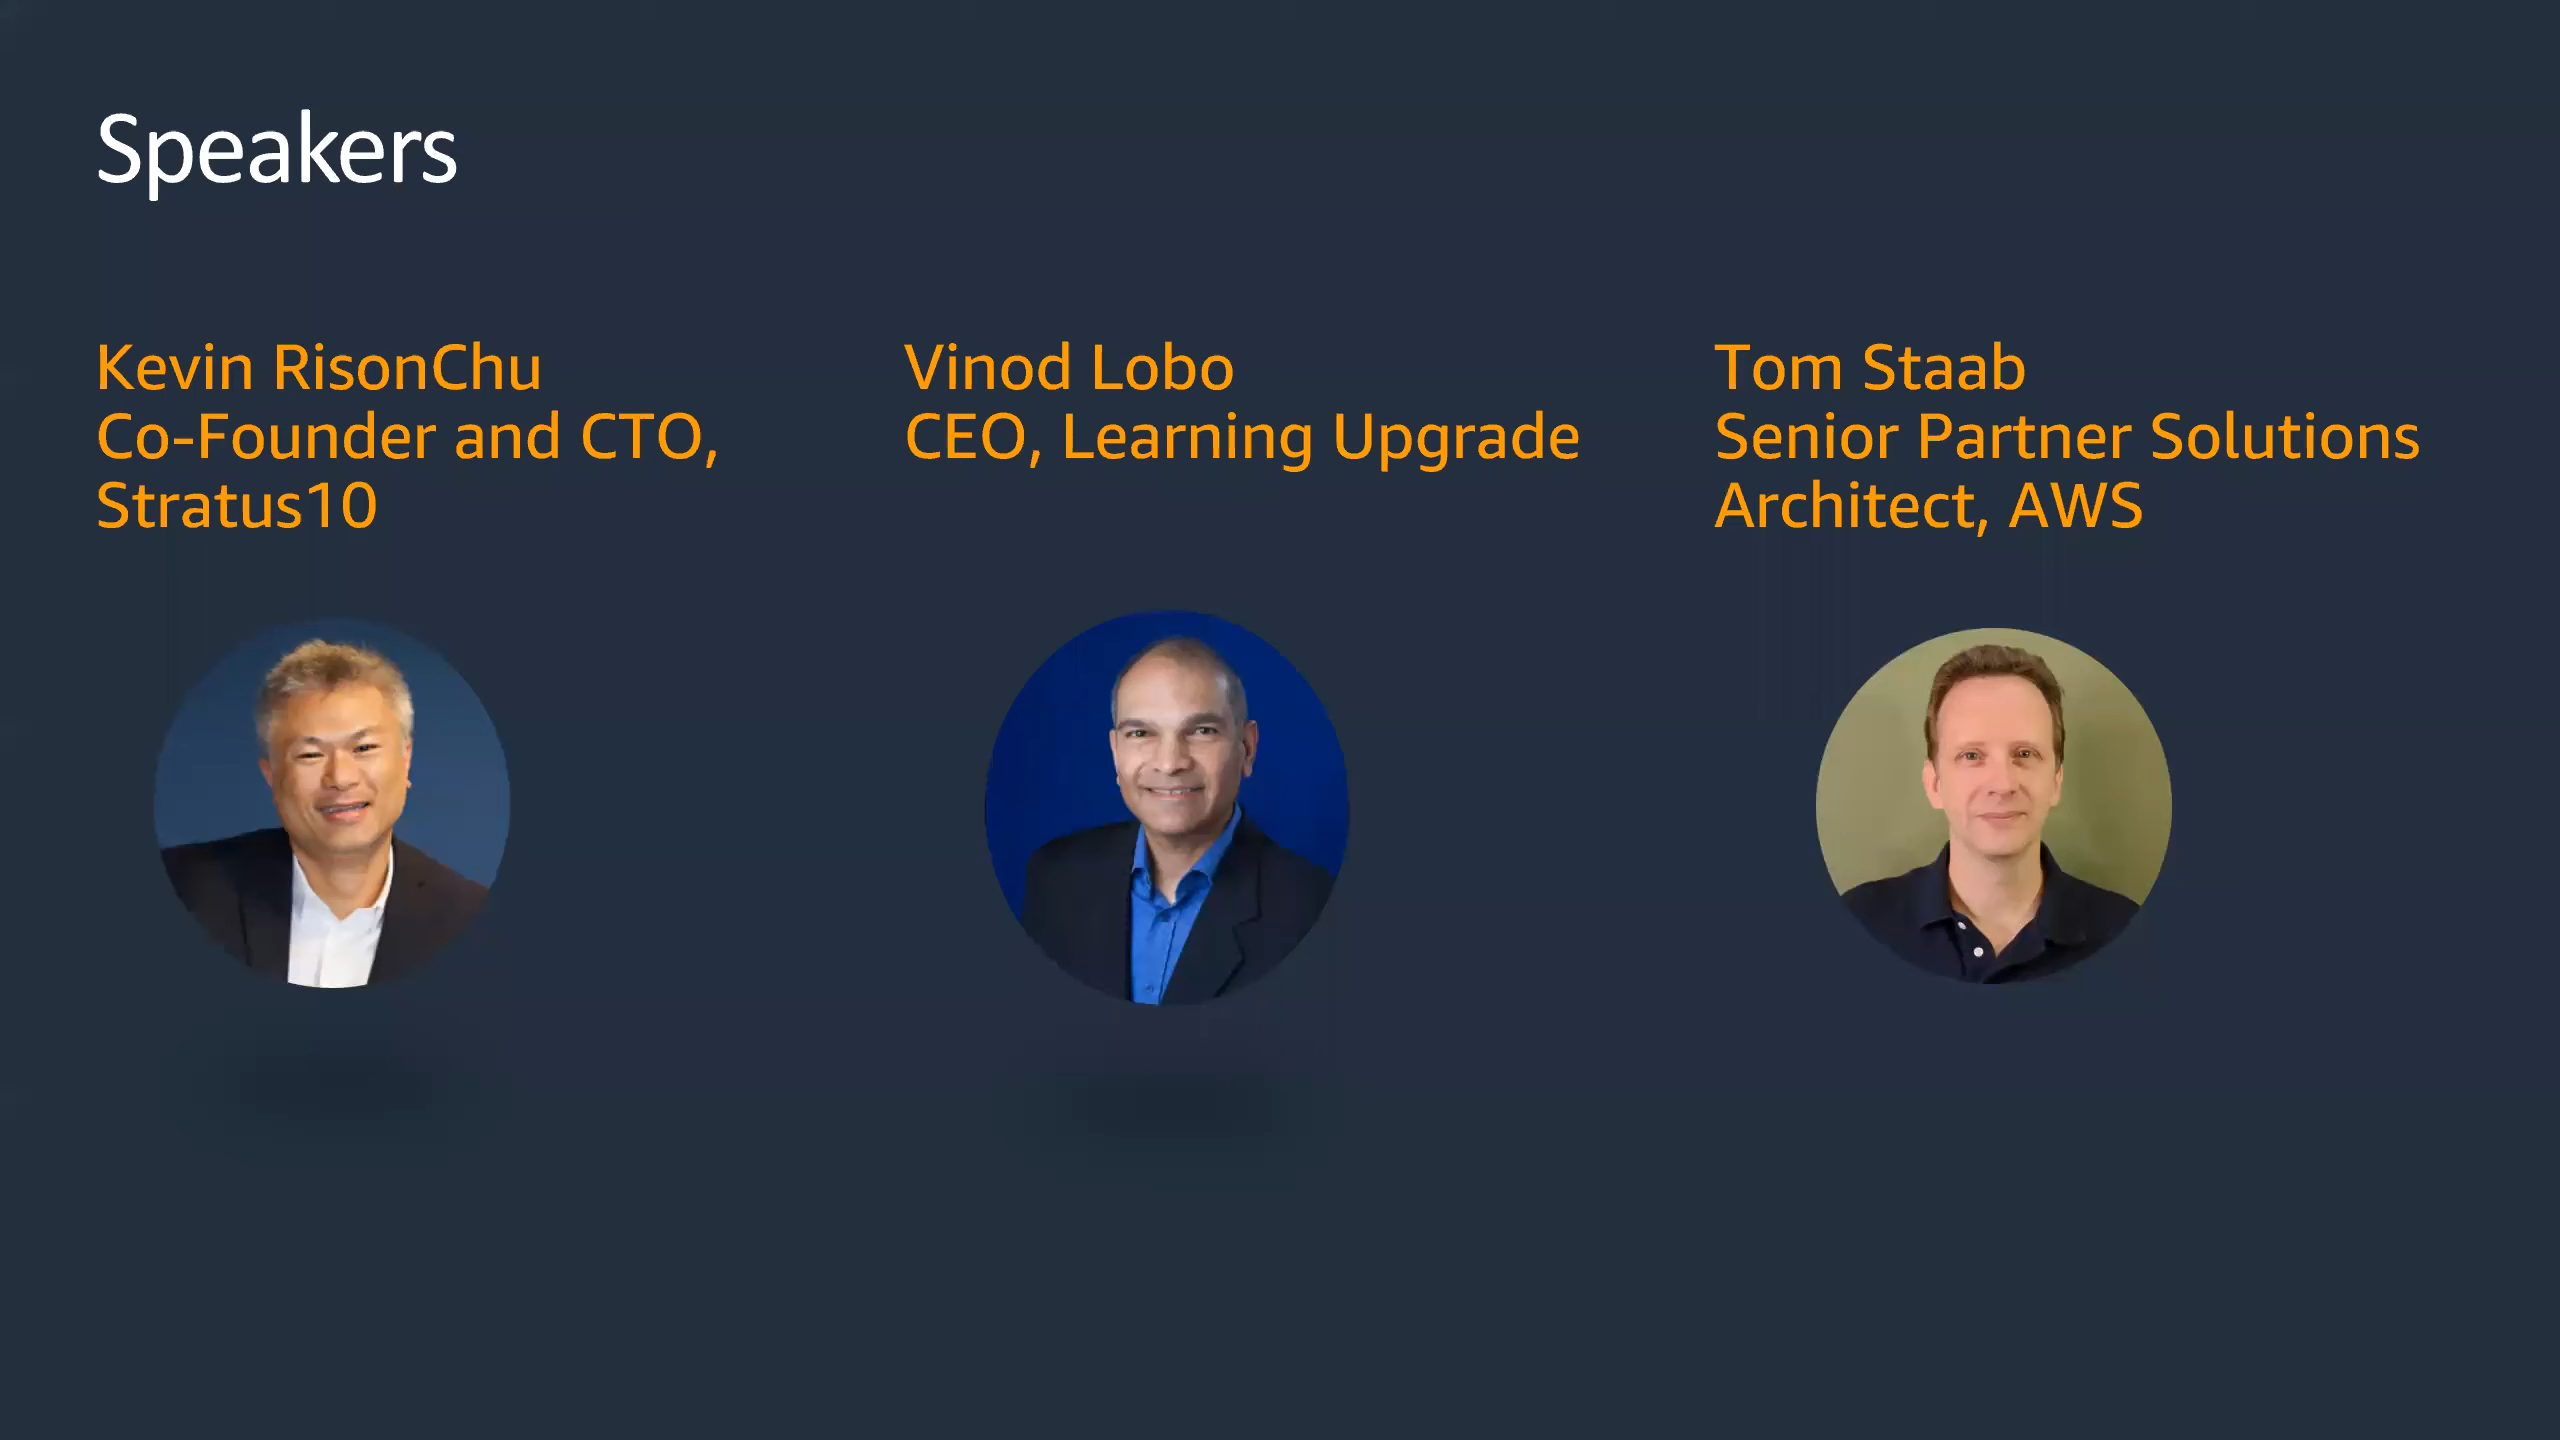 Speakers
Kevin RisonChu
Co-Founder and CTO,
Stratus10
Vinod Lobo
CEO, Learning Upgrade
Tom Staab
Senior Partner Solutions
Architect, AWS